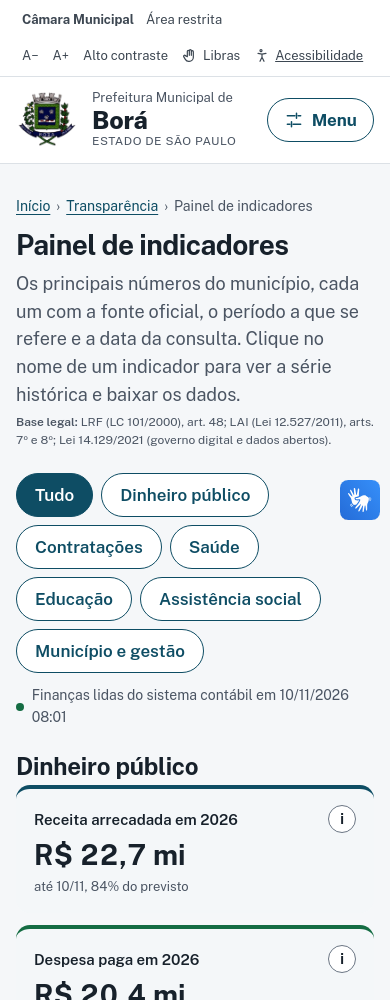 Câmara Municipal Área restrita
A− A+ Alto contraste Libras Acessibilidade
Prefeitura Municipal de
Borá
ESTADO DE SÃO PAULO
Menu
Início › Transparência › Painel de indicadores
Painel de indicadores
Os principais números do município, cada
um com a fonte oficial, o período a que se
refere e a data da consulta. Clique no
nome de um indicador para ver a série
histórica e baixar os dados.
Base legal: LRF (LC 101/2000), art. 48; LAI (Lei 12.527/2011), arts.
7º e 8º; Lei 14.129/2021 (governo digital e dados abertos).
Tudo Dinheiro público
Contratações Saúde
Educação Assistência social
Município e gestão
Finanças lidas do sistema contábil em 10/11/2026
08:01
Dinheiro público
Receita arrecadada em 2026 i
R$ 22,7 mi
até 10/11, 84% do previsto
Despesa paga em 2026 i
R$ 20,4 mi